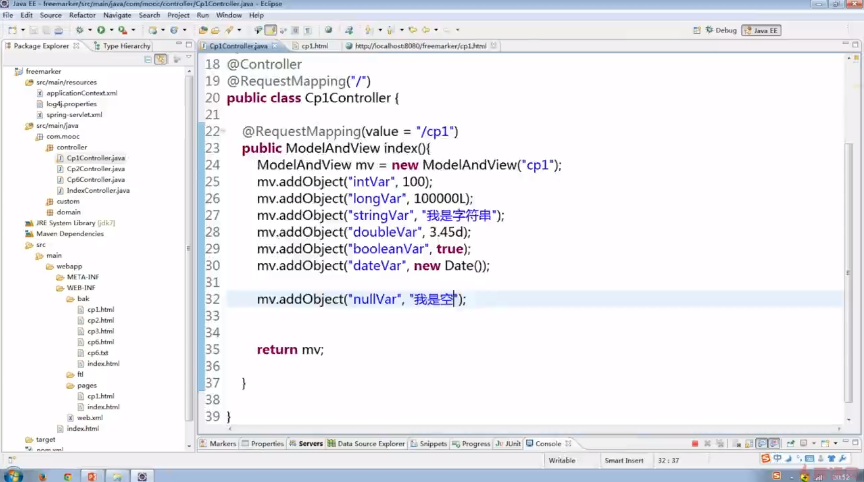 Java EE - freemarker/src/main/java/com/mooc/controller/Cp1Controller.java - Eclipse
File Edit Source Refactor Navigate Search Project Run Window Help
Debug Java EE
Package Explorer Type Hierarchy
Cp1Controller.java cp1.html http://localhost:8080/freemarker/cp1.html
freemarker
src/main/resources
applicationContext.xml
log4j.properties
spring-servlet.xml
src/main/java
com.mooc
controller
Cp1Controller.java
Cp2Controller.java
Cp6Controller.java
IndexController.java
custom
domain
JRE System Library [jdk7]
Maven Dependencies
src
main
webapp
META-INF
WEB-INF
bak
cp1.html
cp2.html
cp3.html
cp6.html
cp6.txt
index.html
ftl
pages
cp1.html
index.html
web.xml
index.html
target
pom.xml
18 @Controller
19 @RequestMapping("/")
20 public class Cp1Controller {
21
22 @RequestMapping(value = "/cp1")
23 public ModelAndView index(){
24 ModelAndView mv = new ModelAndView("cp1");
25 mv.addObject("intVar", 100);
26 mv.addObject("longVar", 100000L);
27 mv.addObject("stringVar", "我是字符串");
28 mv.addObject("doubleVar", 3.45d);
29 mv.addObject("booleanVar", true);
30 mv.addObject("dateVar", new Date());
31
32 mv.addObject("nullVar", "我是空");
33
34
35 return mv;
36
37 }
38
39 }
Markers Properties Servers Data Source Explorer Snippets Progress JUnit Console
Writable Smart Insert 32 : 37
中
20:52